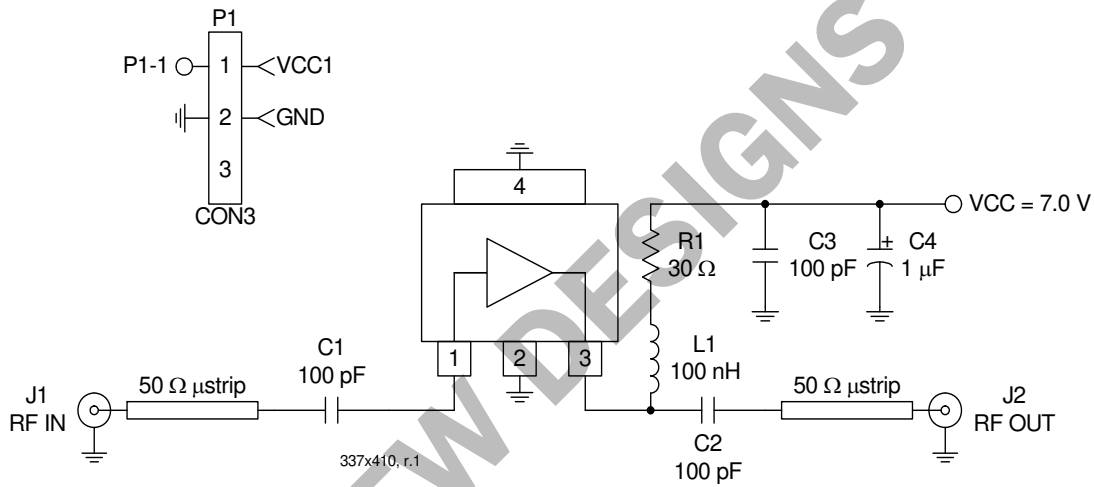 P1
P1-1
1
VCC1
2
GND
3
CON3
4
VCC = 7.0 V
R1
30 Ω
C3
100 pF
C4
1 μF
+
1
2
3
L1
100 nH
C1
100 pF
J1
RF IN
50 Ω μstrip
50 Ω μstrip
J2
RF OUT
C2
100 pF
337x410, r.1
EW DESIGNS